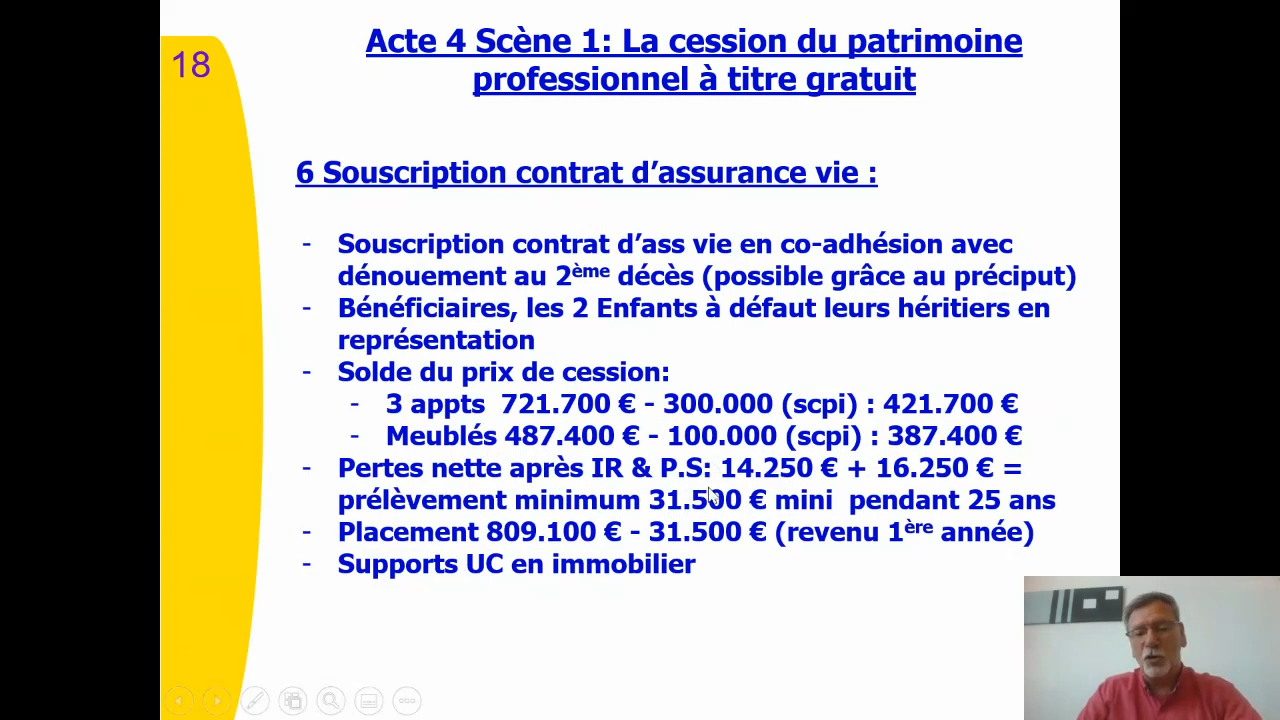 18
Acte 4 Scène 1: La cession du patrimoine
professionnel à titre gratuit
6 Souscription contrat d’assurance vie :
- Souscription contrat d’ass vie en co-adhésion avec
dénouement au 2ème décès (possible grâce au préciput)
- Bénéficiaires, les 2 Enfants à défaut leurs héritiers en
représentation
- Solde du prix de cession:
- 3 appts 721.700 € - 300.000 (scpi) : 421.700 €
- Meublés 487.400 € - 100.000 (scpi) : 387.400 €
- Pertes nette après IR & P.S: 14.250 € + 16.250 € =
prélèvement minimum 31.500 € mini pendant 25 ans
- Placement 809.100 € - 31.500 € (revenu 1ère année)
- Supports UC en immobilier